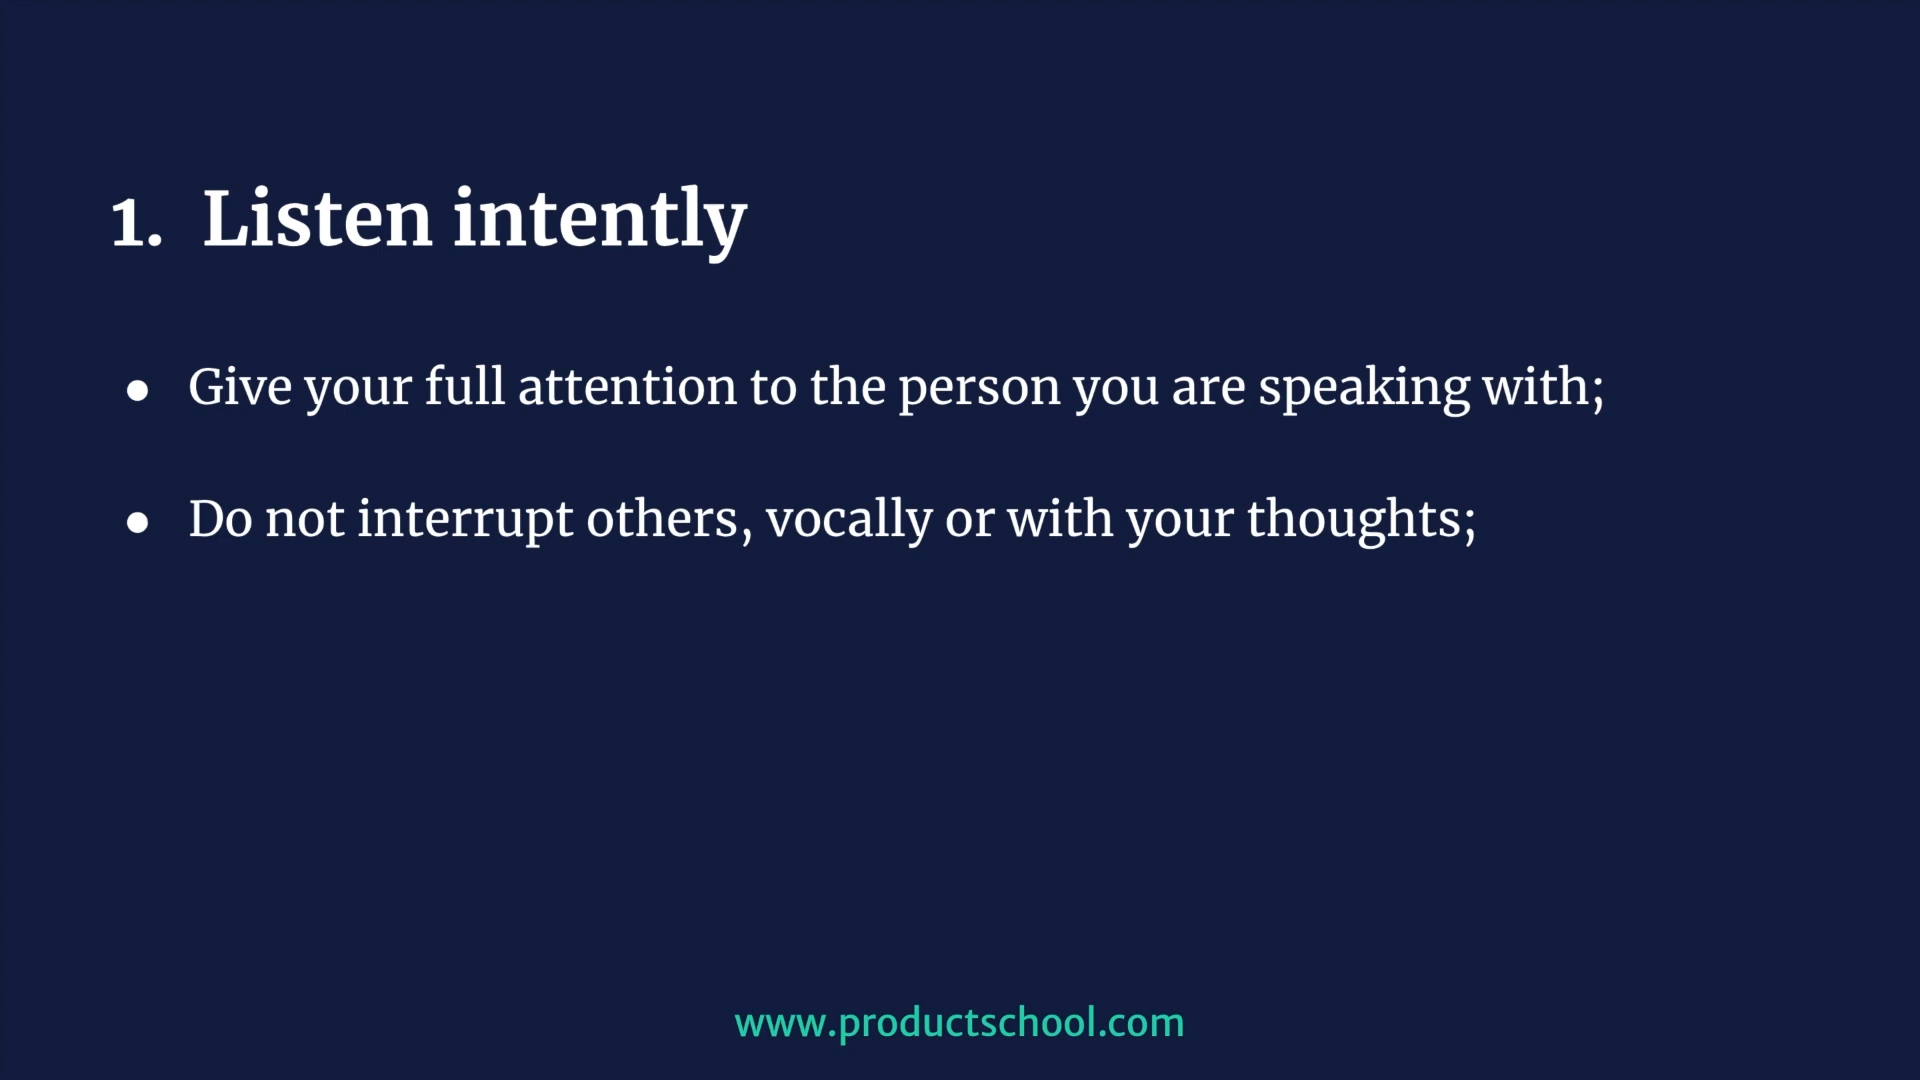 1. Listen intently
● Give your full attention to the person you are speaking with;
● Do not interrupt others, vocally or with your thoughts;
www.productschool.com